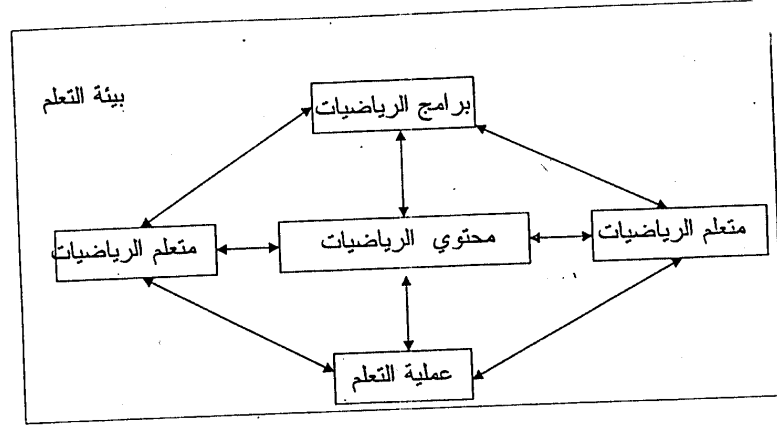 بيئة التعلم
برامج الرياضيات
متعلم الرياضيات
محتوي الرياضيات
متعلم الرياضيات
عملية التعلم